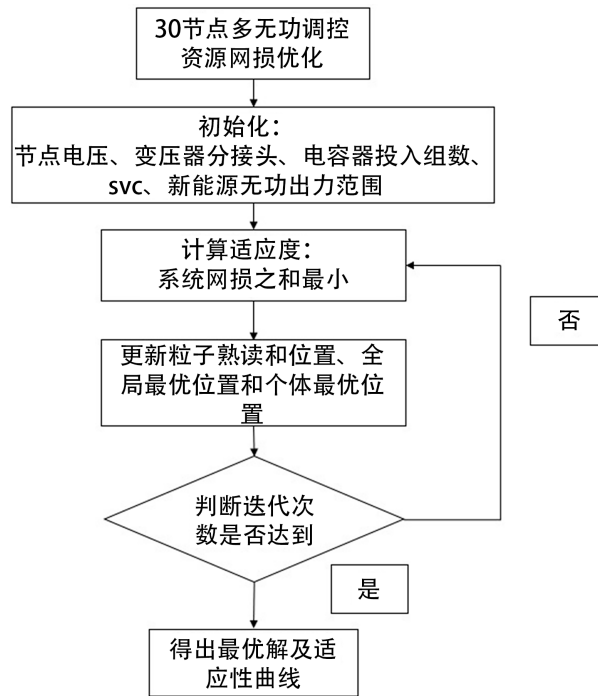 30节点多无功调控
资源网损优化
初始化：
节点电压、变压器分接头、电容器投入组数、
svc、新能源无功出力范围
计算适应度：
系统网损之和最小
否
更新粒子熟读和位置、全
局最优位置和个体最优位
置
判断迭代次
数是否达到
是
得出最优解及适
应性曲线